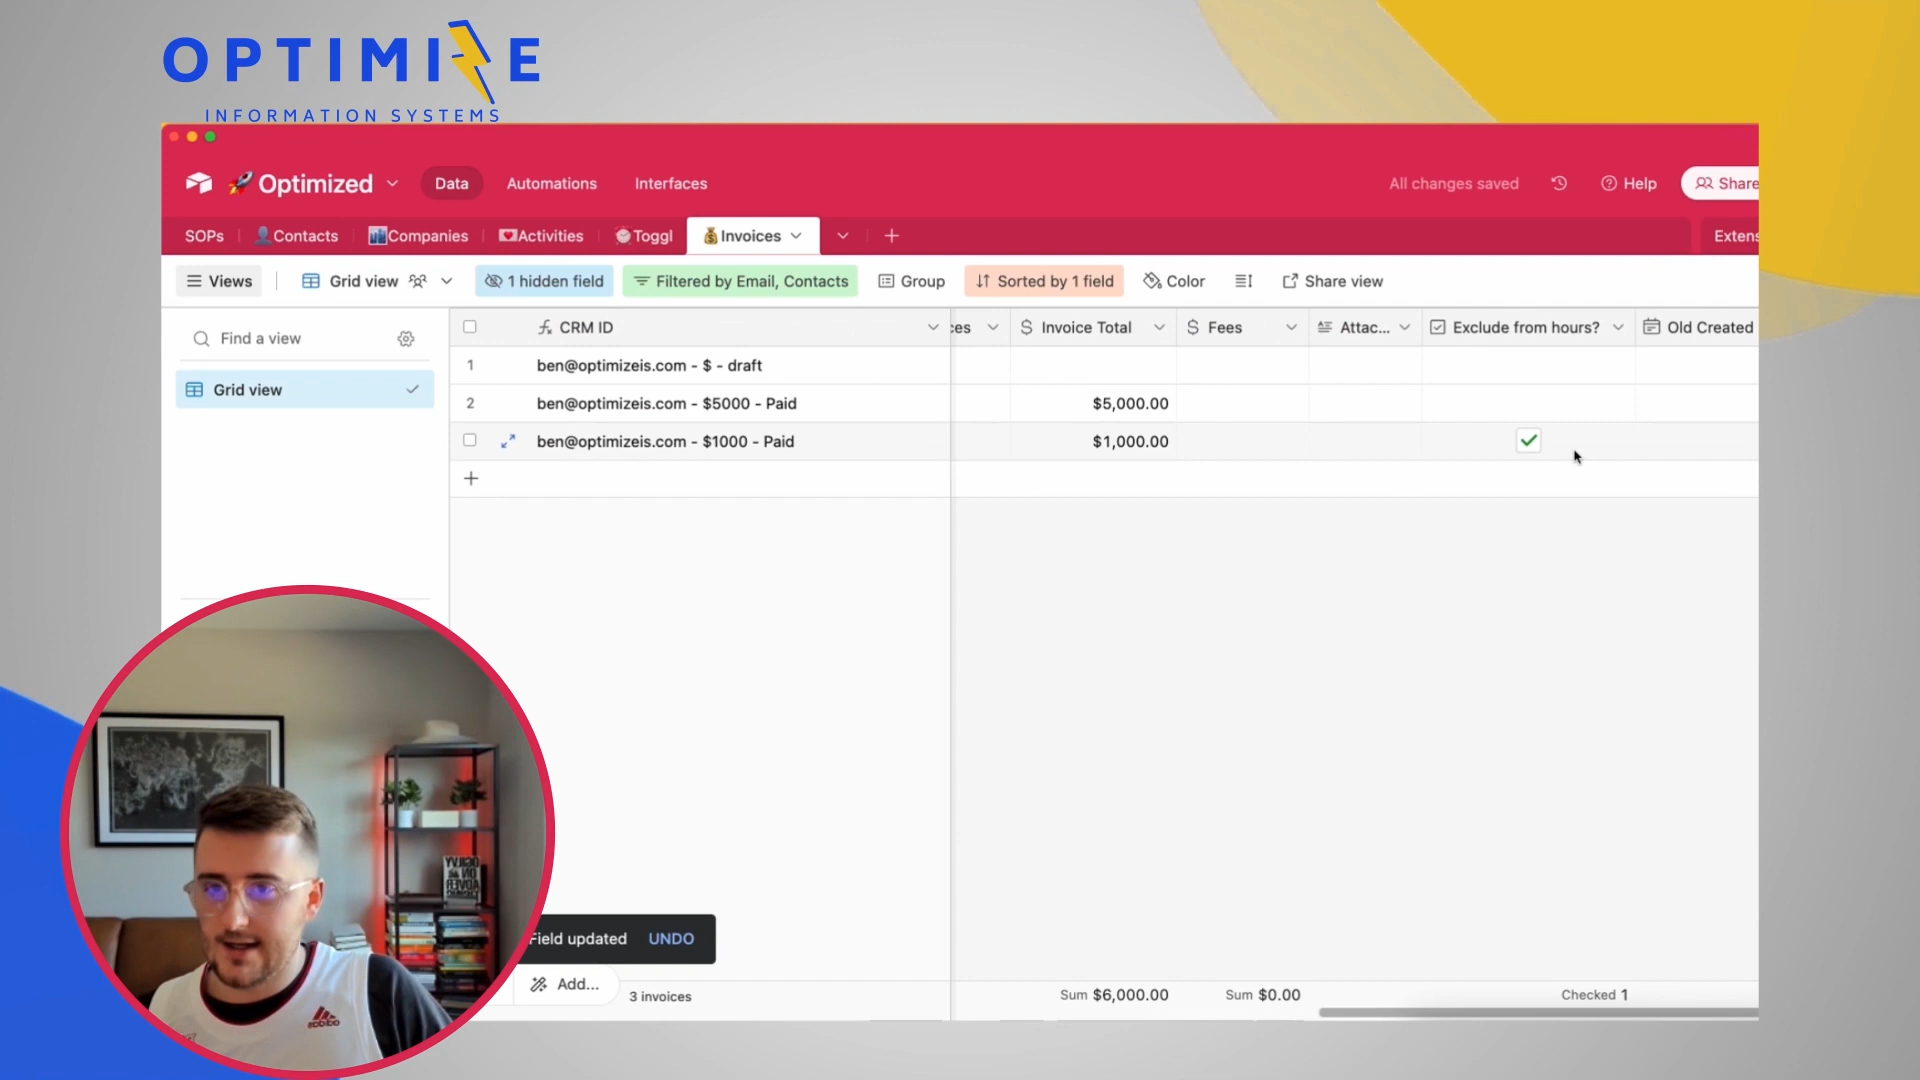 OPTIMIZE
INFORMATION SYSTEMS
Optimized
Data
Automations
Interfaces
All changes saved
Help
Share
SOPs
Contacts
Companies
Activities
Toggl
Invoices
Extens
Views
Grid view
1 hidden field
Filtered by Email, Contacts
Group
Sorted by 1 field
Color
Share view
Find a view
CRM ID
ces
Invoice Total
Fees
Attac...
Exclude from hours?
Old Created
Grid view
1 ben@optimizeis.com - $ - draft
2 ben@optimizeis.com - $5000 - Paid $5,000.00
ben@optimizeis.com - $1000 - Paid $1,000.00
OGILVY
ON
Field updated UNDO
Add...
3 invoices
Sum $6,000.00
Sum $0.00
Checked 1
adidas